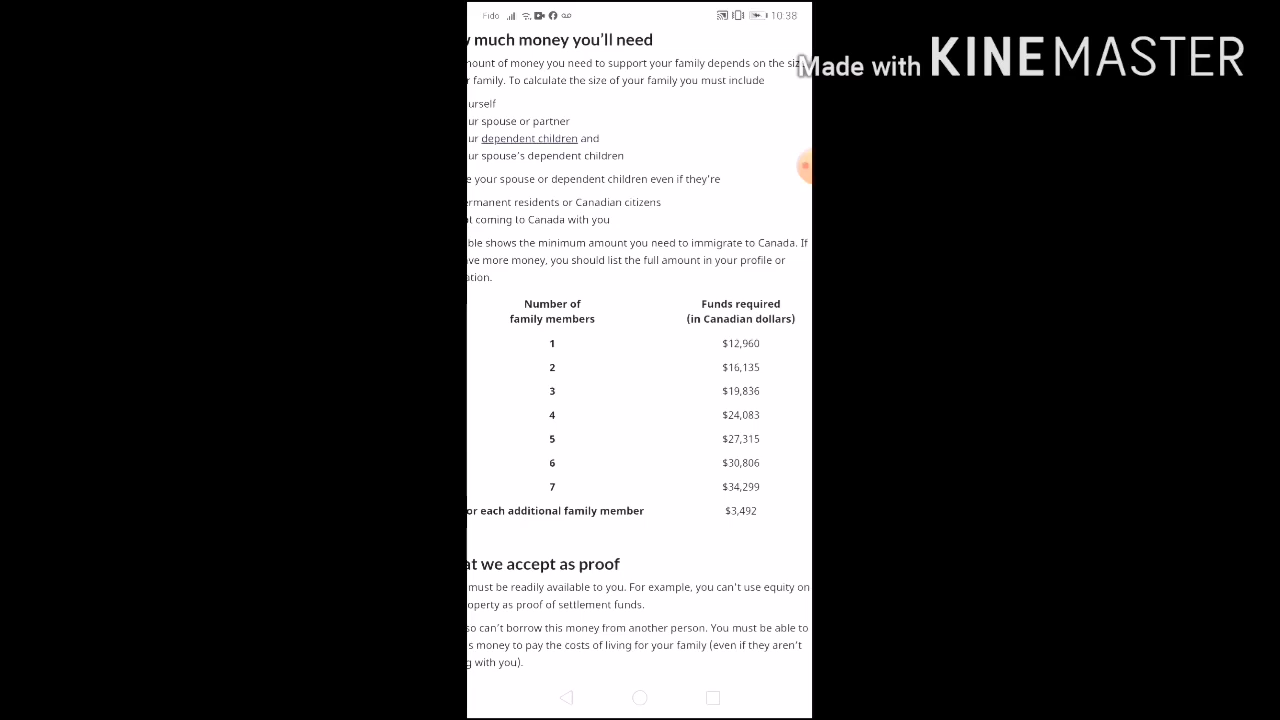 Fido 10:38
much money you'll need
Made with KINEMASTER
ount of money you need to support your family depends on the siz
family. To calculate the size of your family you must include
urself
ur spouse or partner
ur dependent children and
ur spouse's dependent children
e your spouse or dependent children even if they're
ermanent residents or Canadian citizens
t coming to Canada with you
ble shows the minimum amount you need to immigrate to Canada. If
ve more money, you should list the full amount in your profile or
ation.
Number of Funds required
family members (in Canadian dollars)
1 $12,960
2 $16,135
3 $19,836
4 $24,083
5 $27,315
6 $30,806
7 $34,299
or each additional family member $3,492
at we accept as proof
must be readily available to you. For example, you can't use equity on
operty as proof of settlement funds.
so can't borrow this money from another person. You must be able to
s money to pay the costs of living for your family (even if they aren't
g with you).